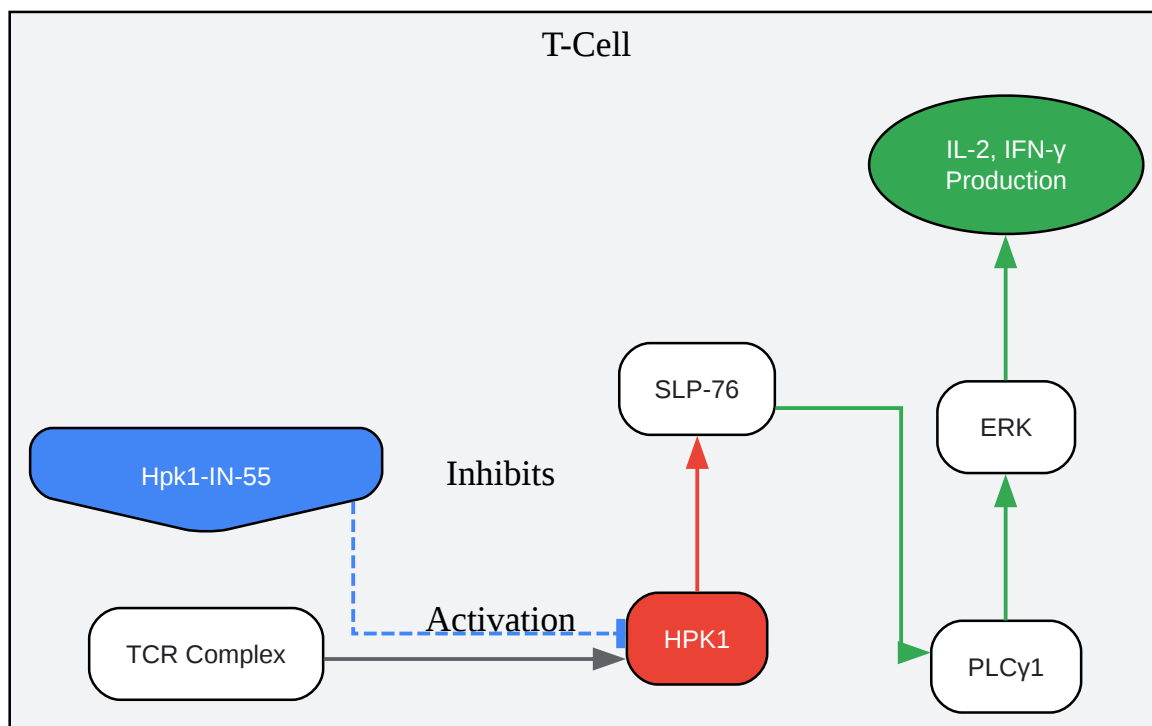 T-Cell
IL-2, IFN-γ
Production
SLP-76
ERK
Hpk1-IN-55
Inhibits
Activation
TCR Complex
HPK1
PLCγ1